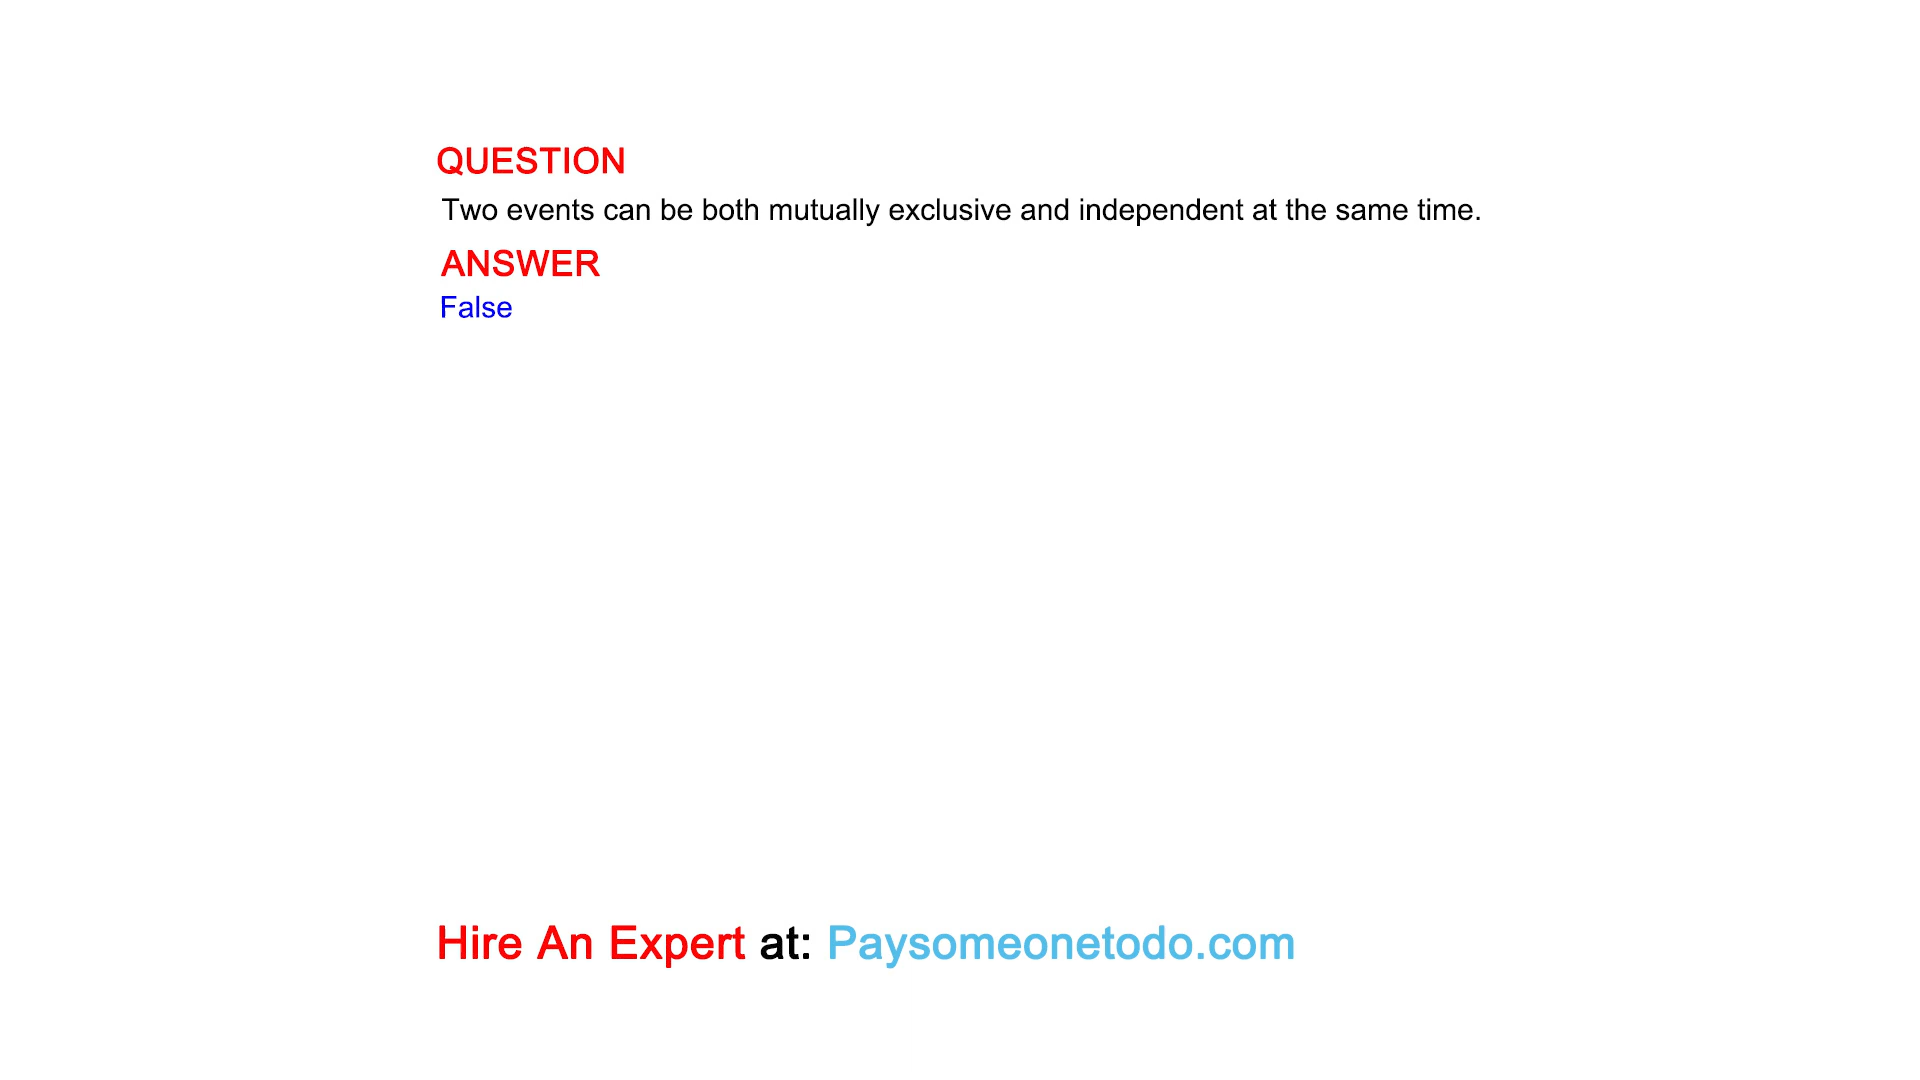 QUESTION
Two events can be both mutually exclusive and independent at the same time.
ANSWER
False
Hire An Expert at: Paysomeonetodo.com